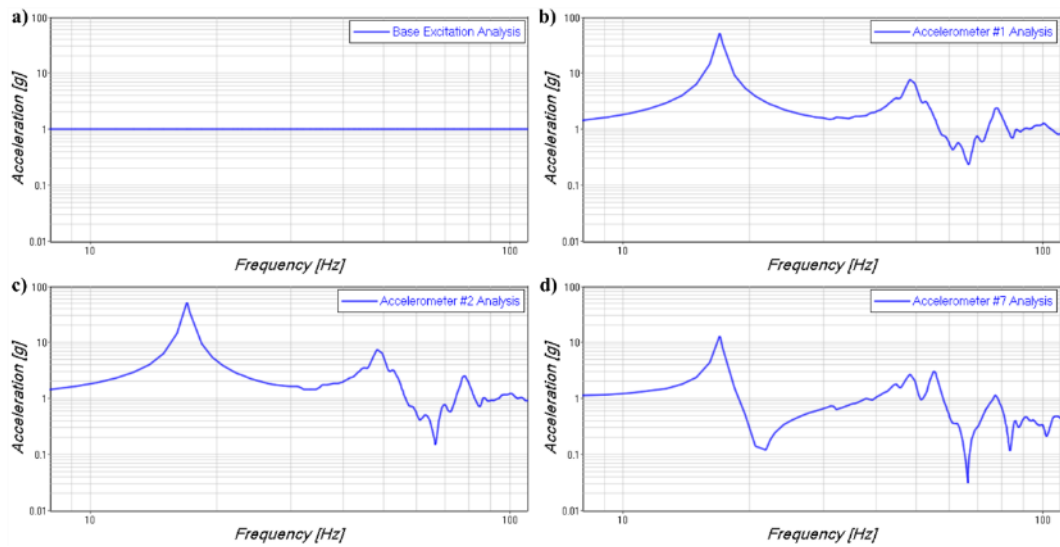 a)
Acceleration [g]
100
10
1
0.1
0.01
Base Excitation Analysis
10
100
Frequency [Hz]
b)
Acceleration [g]
100
10
1
0.1
0.01
Accelerometer #1 Analysis
10
100
Frequency [Hz]
c)
Acceleration [g]
100
10
1
0.1
0.01
Accelerometer #2 Analysis
10
100
Frequency [Hz]
d)
Acceleration [g]
100
10
1
0.1
0.01
Accelerometer #7 Analysis
10
100
Frequency [Hz]